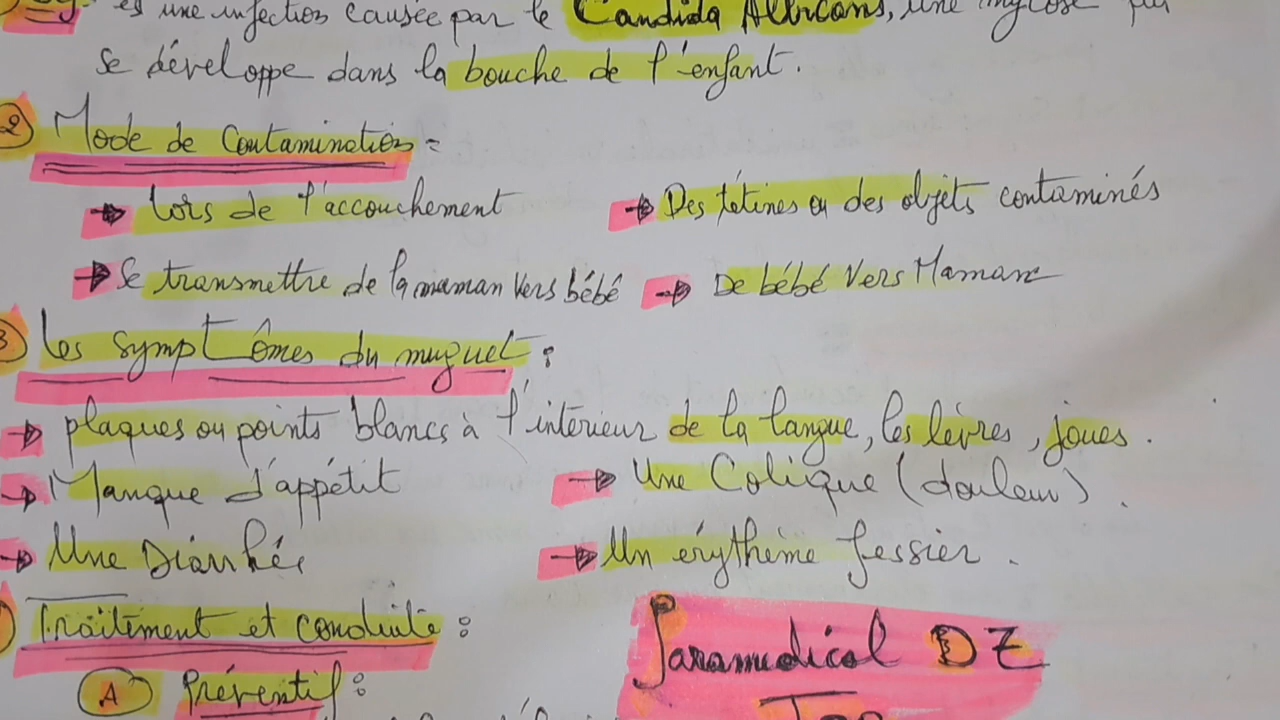 est une infection causée par le Candida Albicans, une mycose qui
se développe dans la bouche de l'enfant.
2) Mode de Contamination =
→ lors de l'accouchement → Des tétines ou des objets contaminés
→ Se transmettre de la maman vers bébé → De bébé vers Maman
3 Les symptômes du muguet :
→ plaques ou points blancs à l'intérieur de la langue, les lèvres, joues.
→ Manque d'appétit → Une Colique (douleur).
→ Une Diarrhée → Un érythème fessier.
Traitement et conduite :
A) Préventif :
Paramedical DZ